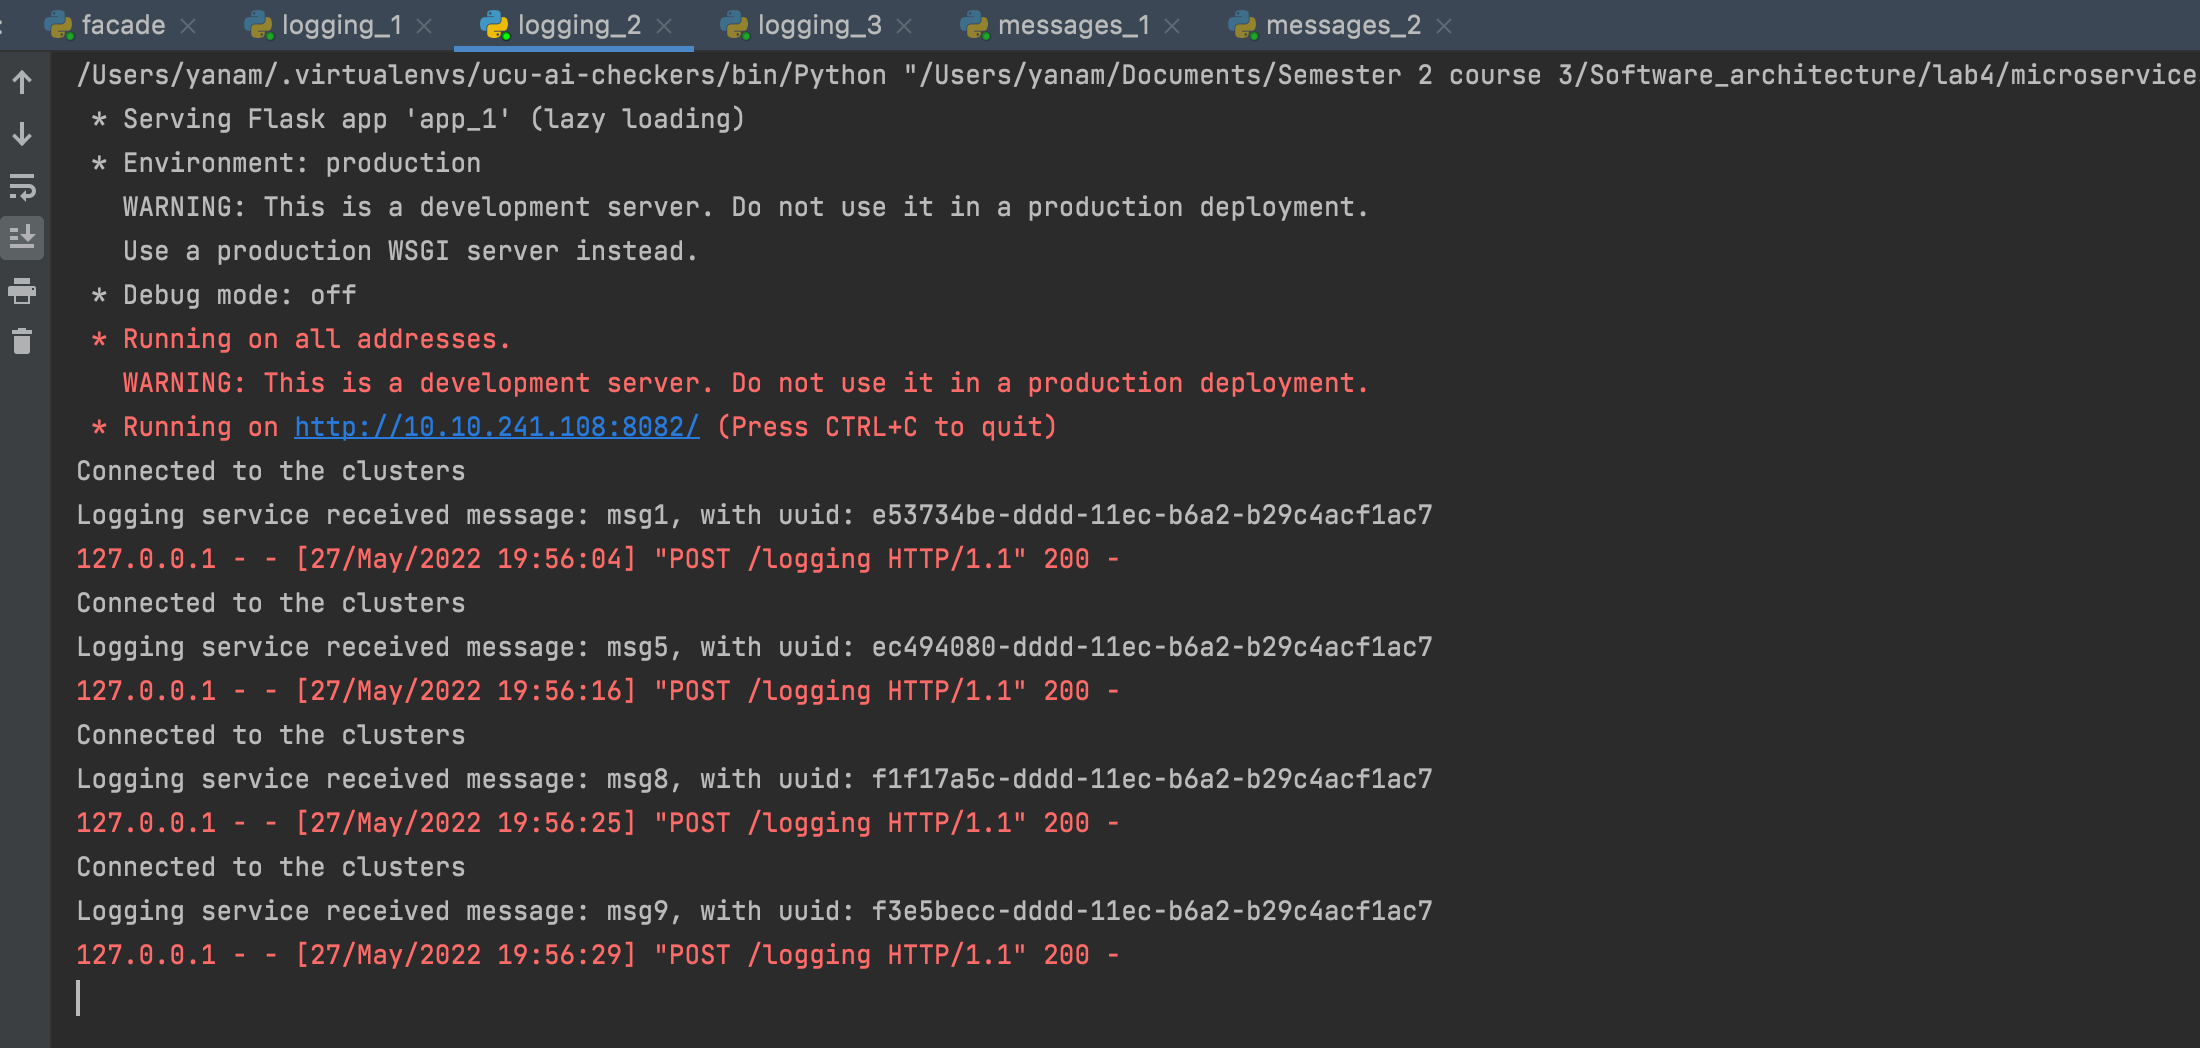 facade logging_1 logging_2 logging_3 messages_1 messages_2
/Users/yanam/.virtualenvs/ucu-ai-checkers/bin/Python "/Users/yanam/Documents/Semester 2 course 3/Software_architecture/lab4/microservice
* Serving Flask app 'app_1' (lazy loading)
* Environment: production
WARNING: This is a development server. Do not use it in a production deployment.
Use a production WSGI server instead.
* Debug mode: off
* Running on all addresses.
WARNING: This is a development server. Do not use it in a production deployment.
* Running on http://10.10.241.108:8082/ (Press CTRL+C to quit)
Connected to the clusters
Logging service received message: msg1, with uuid: e53734be-dddd-11ec-b6a2-b29c4acf1ac7
127.0.0.1 - - [27/May/2022 19:56:04] "POST /logging HTTP/1.1" 200 -
Connected to the clusters
Logging service received message: msg5, with uuid: ec494080-dddd-11ec-b6a2-b29c4acf1ac7
127.0.0.1 - - [27/May/2022 19:56:16] "POST /logging HTTP/1.1" 200 -
Connected to the clusters
Logging service received message: msg8, with uuid: f1f17a5c-dddd-11ec-b6a2-b29c4acf1ac7
127.0.0.1 - - [27/May/2022 19:56:25] "POST /logging HTTP/1.1" 200 -
Connected to the clusters
Logging service received message: msg9, with uuid: f3e5becc-dddd-11ec-b6a2-b29c4acf1ac7
127.0.0.1 - - [27/May/2022 19:56:29] "POST /logging HTTP/1.1" 200 -